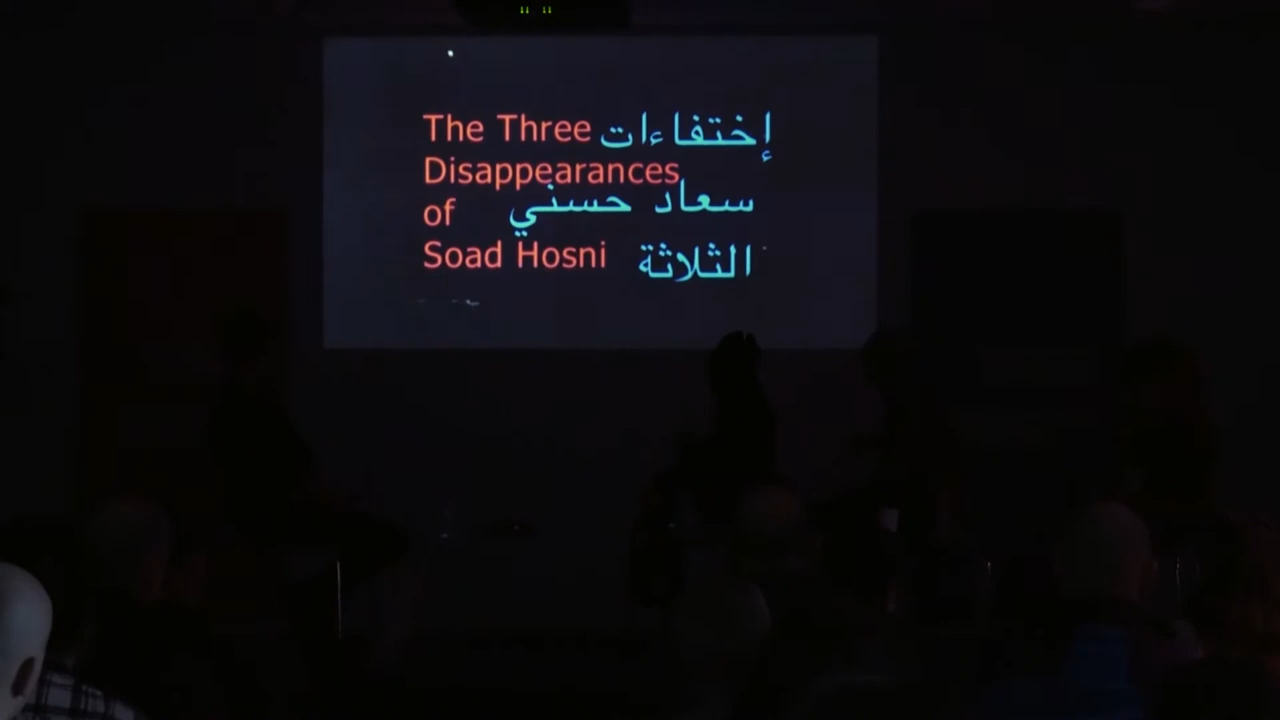 The Three
Disappearances
of
Soad Hosni
إختفاءات
سعاد حسني
الثلاثة